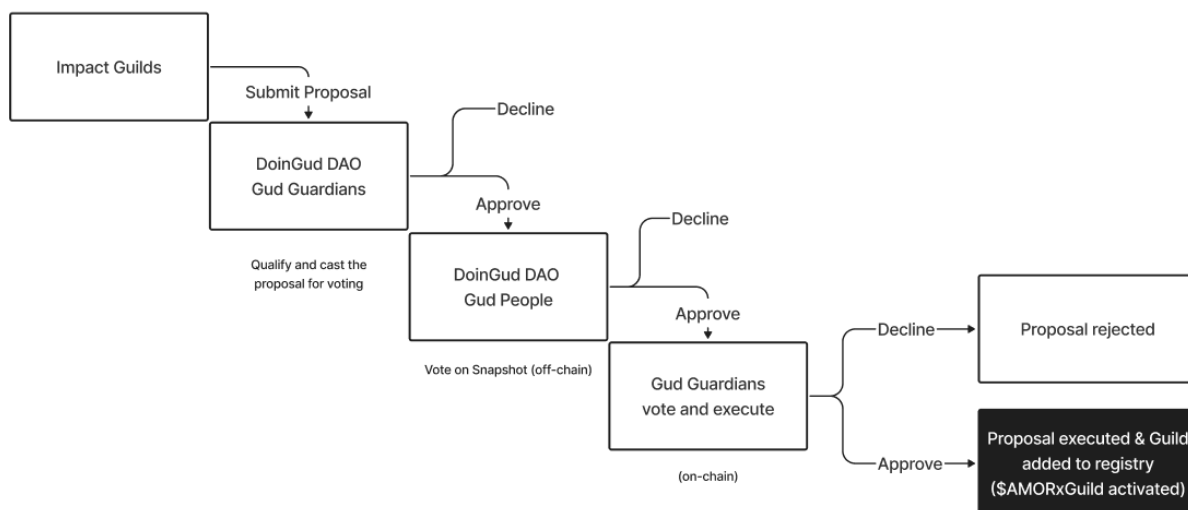 Impact Guilds
Submit Proposal
Decline
DoinGud DAO
Gud Guardians
Approve
Qualify and cast the
proposal for voting
Decline
DoinGud DAO
Gud People
Approve
Vote on Snapshot (off-chain)
Decline
Proposal rejected
Gud Guardians
vote and execute
(on-chain)
Approve
Proposal executed & Guild
added to registry
($AMORxGuild activated)